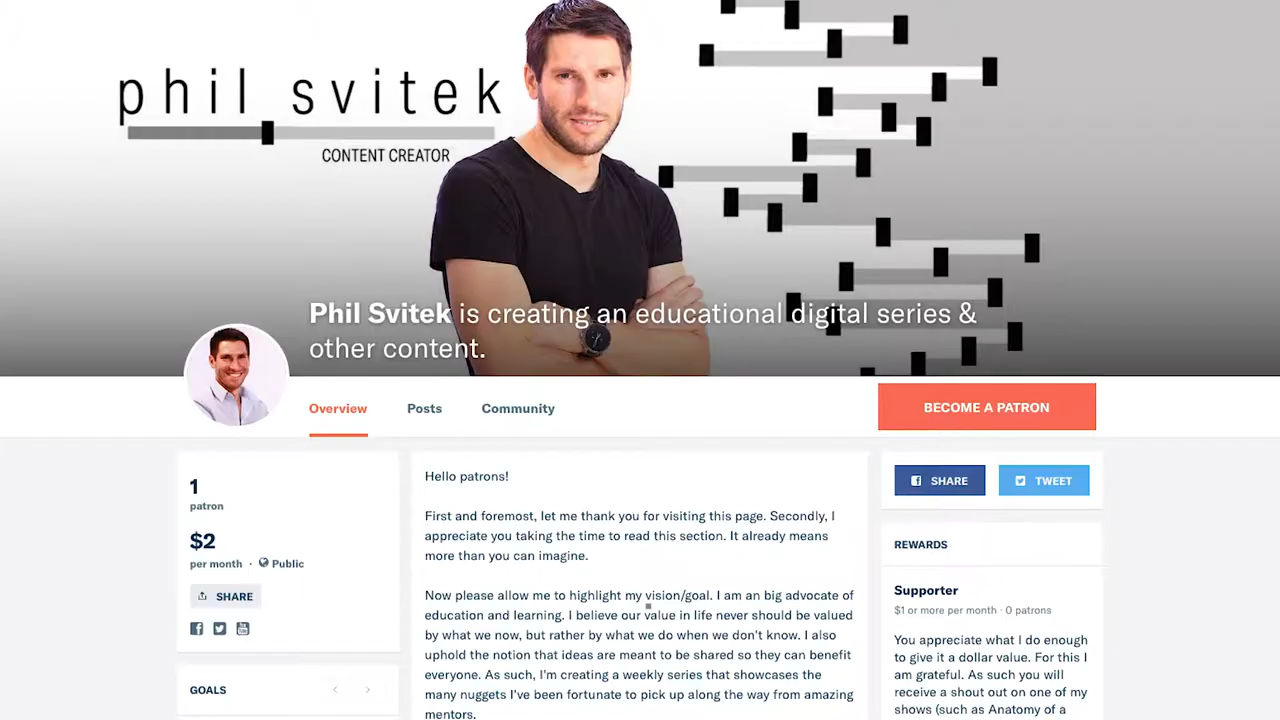 phil svitek
CONTENT CREATOR
Phil Svitek is creating an educational digital series &
other content.
Overview
Posts
Community
BECOME A PATRON
1
patron
$2
per month · Public
SHARE
GOALS
Hello patrons!
First and foremost, let me thank you for visiting this page. Secondly, I
appreciate you taking the time to read this section. It already means
more than you can imagine.
Now please allow me to highlight my vision/goal. I am an big advocate of
education and learning. I believe our value in life never should be valued
by what we now, but rather by what we do when we don't know. I also
uphold the notion that ideas are meant to be shared so they can benefit
everyone. As such, I'm creating a weekly series that showcases the
many nuggets I've been fortunate to pick up along the way from amazing
mentors.
SHARE
TWEET
REWARDS
Supporter
$1 or more per month · 0 patrons
You appreciate what I do enough
to give it a dollar value. For this I
am grateful. As such you will
receive a shout out on one of my
shows (such as Anatomy of a